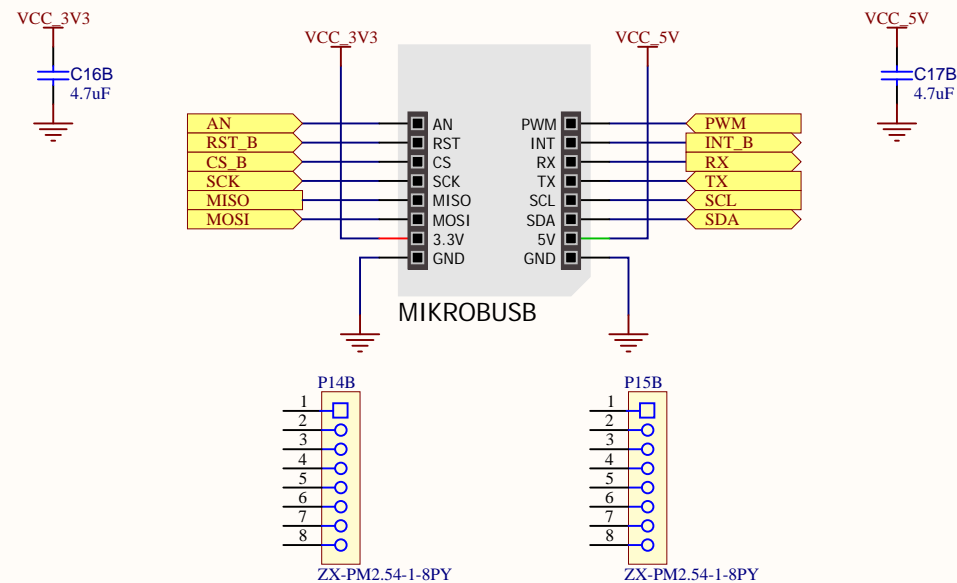 VCC_3V3
C16B
4.7uF
VCC_3V3
VCC_5V
VCC_5V
C17B
4.7uF
AN
RST_B
CS_B
SCK
MISO
MOSI
AN
RST
CS
SCK
MISO
MOSI
3.3V
GND
PWM
INT
RX
TX
SCL
SDA
5V
GND
PWM
INT_B
RX
TX
SCL
SDA
MIKROBUSB
P14B
1
2
3
4
5
6
7
8
ZX-PM2.54-1-8PY
P15B
1
2
3
4
5
6
7
8
ZX-PM2.54-1-8PY